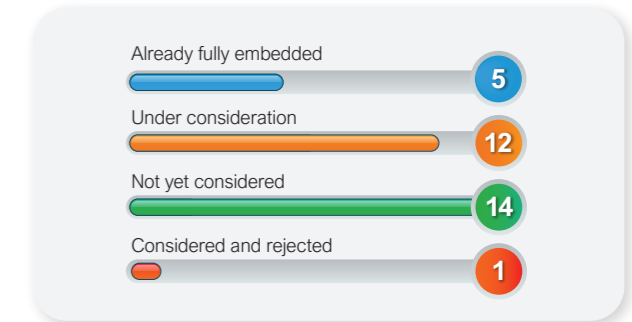 Already fully embedded
5
Under consideration
12
Not yet considered
14
Considered and rejected
1